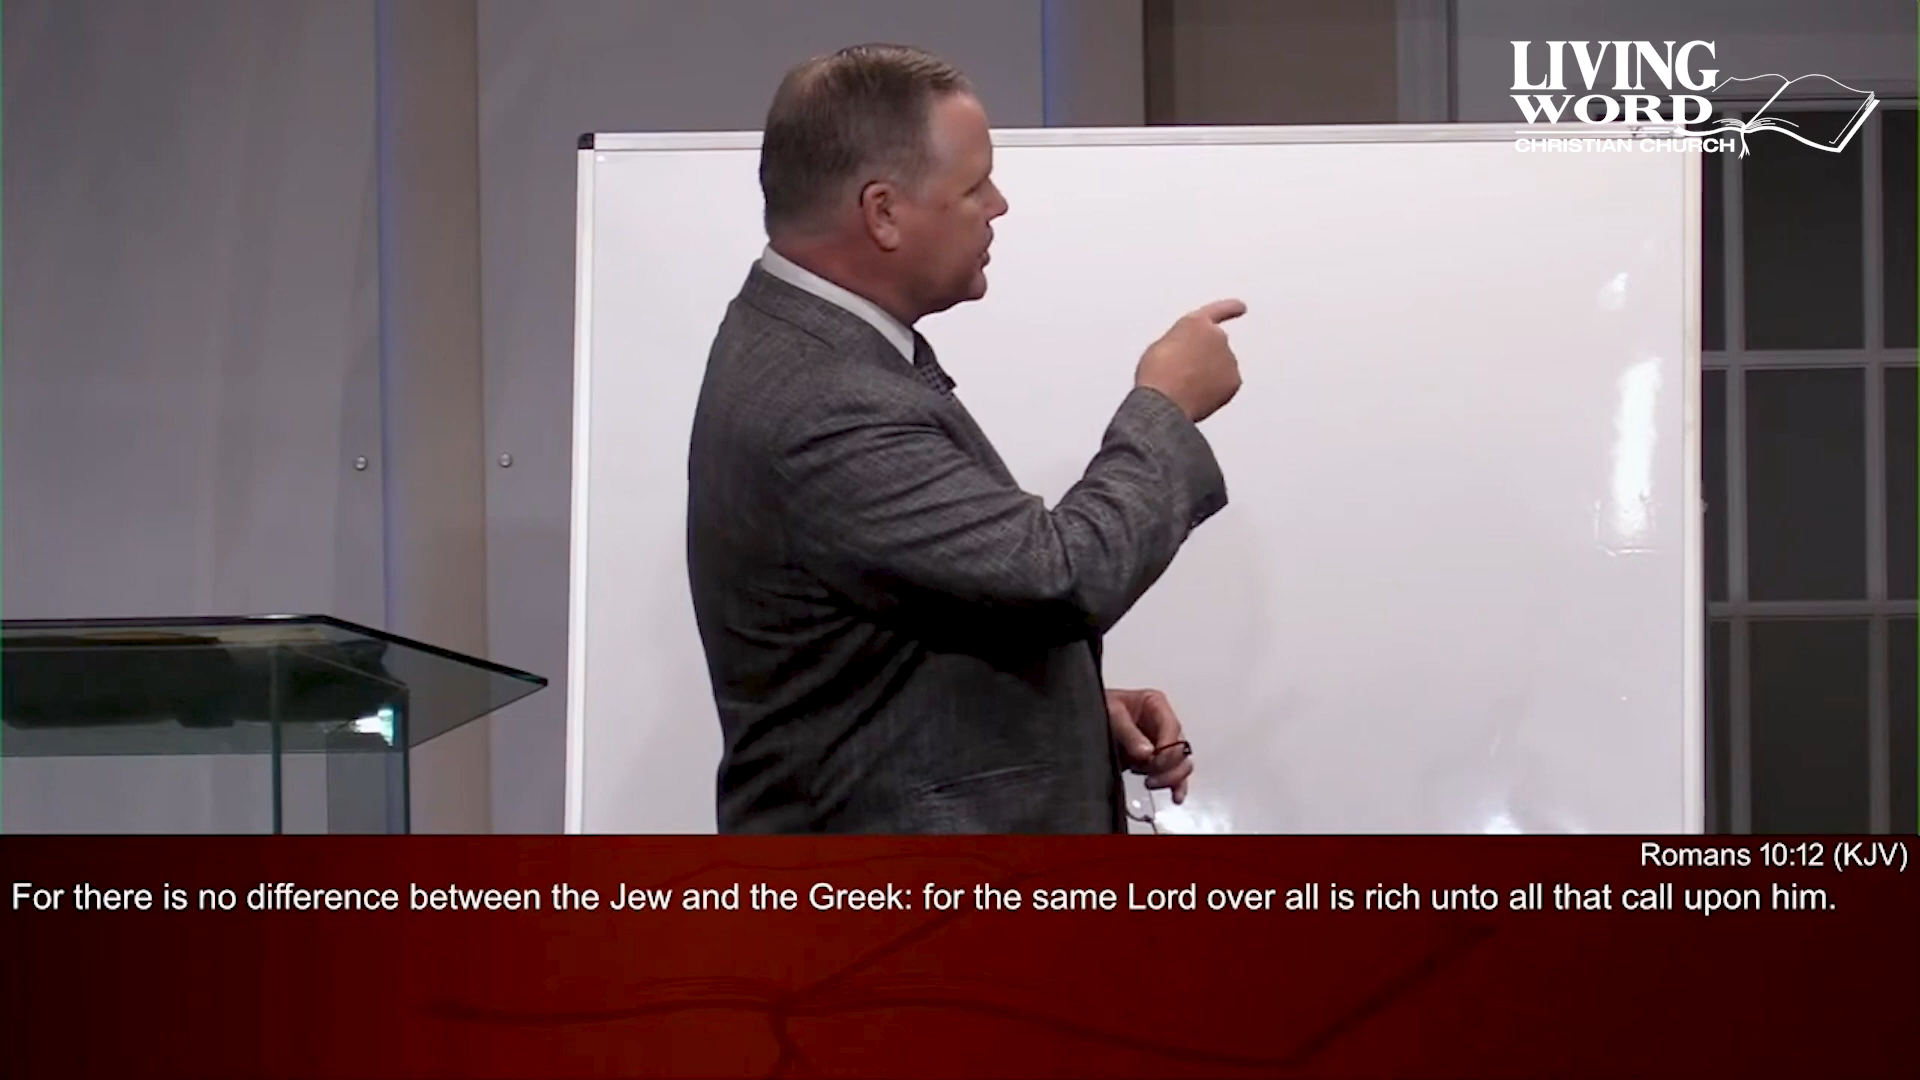 LIVING
WORD
CHRISTIAN CHURCH
Romans 10:12 (KJV)
For there is no difference between the Jew and the Greek: for the same Lord over all is rich unto all that call upon him.